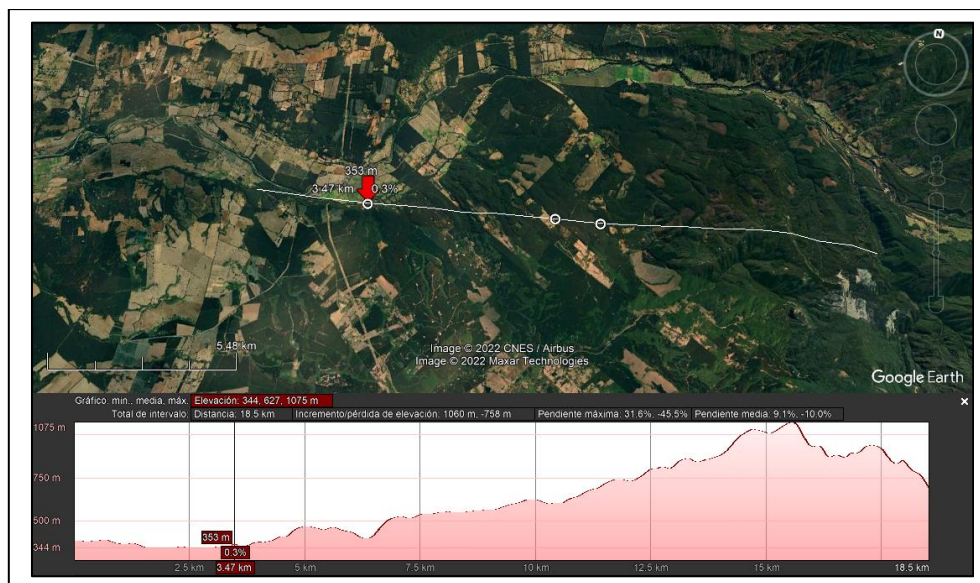 N
353 m
3.47 km 0.3%
5.48 km
Image © 2022 CNES / Airbus
Image © 2022 Maxar Technologies
Google Earth
Gráfico: mín., media, máx. Elevación: 344, 627, 1075 m
Total de intervalo: Distancia: 18.5 km Incremento/pérdida de elevación: 1060 m, -758 m Pendiente máxima: 31.6%, -45.5% Pendiente media: 9.1%, -10.0%
1075 m
750 m
500 m
353 m
344 m
0.3%
2.5 km 3.47 km 5 km 7.5 km 10 km 12.5 km 15 km 18.5 km